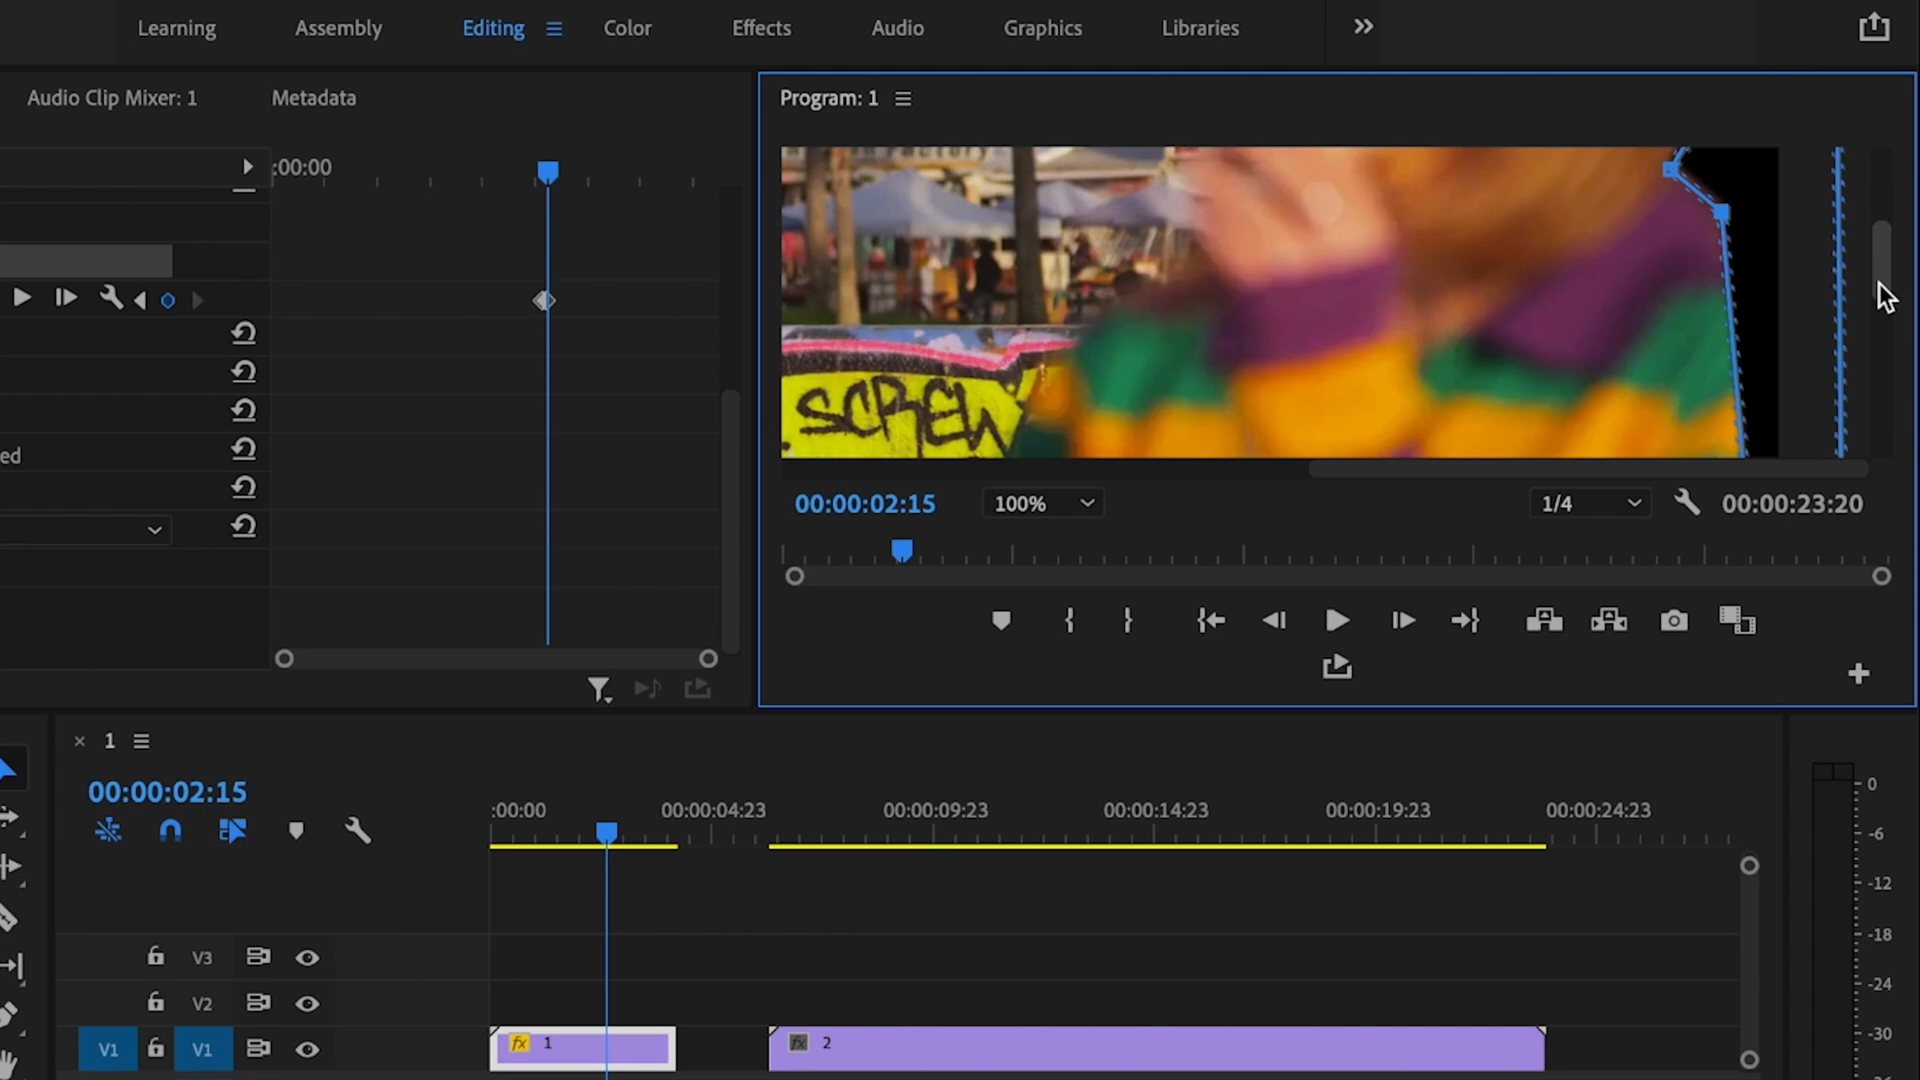 Learning Assembly Editing Color Effects Audio Graphics Libraries
Audio Clip Mixer: 1 Metadata
Program: 1
:00:00
SCREW
ed
00:00:02:15 100% 1/4 00:00:23:20
1
00:00:02:15
:00:00 00:00:04:23 00:00:09:23 00:00:14:23 00:00:19:23 00:00:24:23
0
-6
-12
-18
-24
-30
V3
V2
V1 V1
fx 1
fx 2